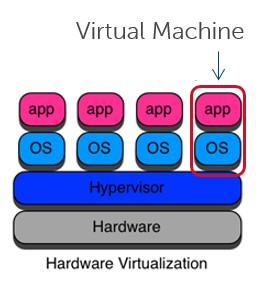 Virtual Machine
app app app app
OS OS OS OS
Hypervisor
Hardware
Hardware Virtualization